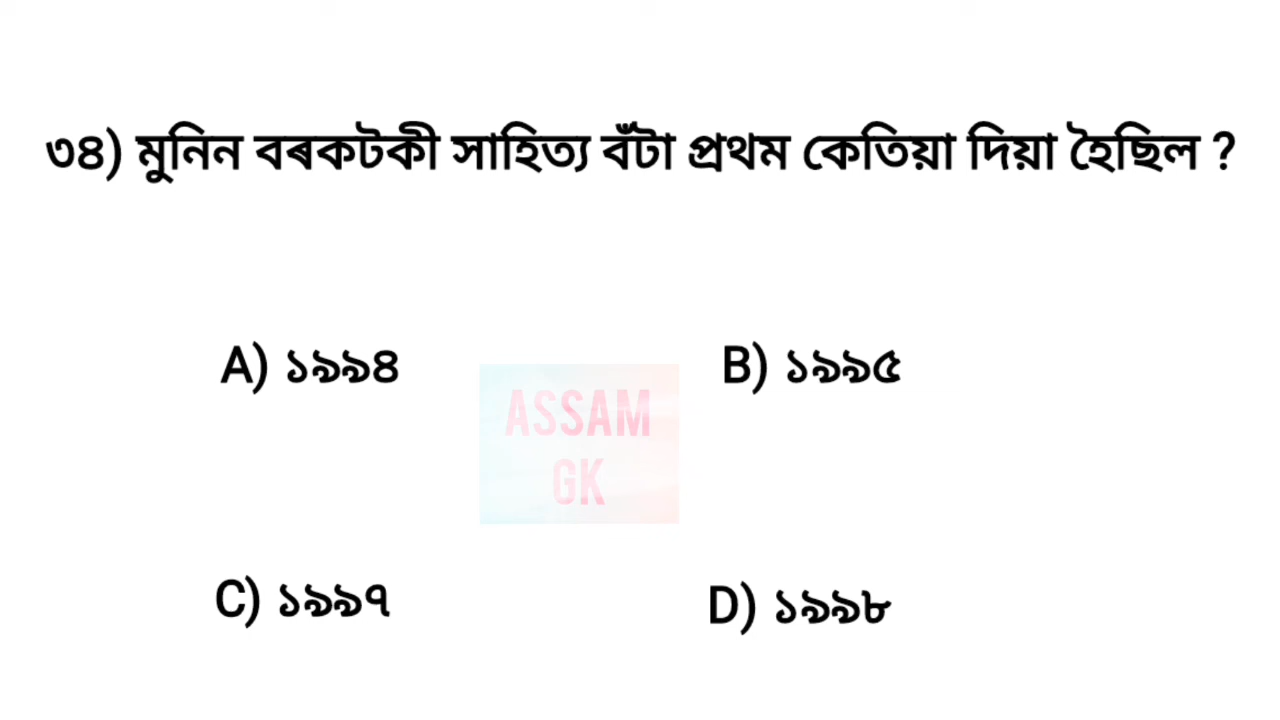 ৩৪) মুনিন বৰকটকী সাহিত্য বঁটা প্ৰথম কেতিয়া দিয়া হৈছিল ?
A) ১৯৯৪
B) ১৯৯৫
ASSAM
GK
C) ১৯৯৭
D) ১৯৯৮